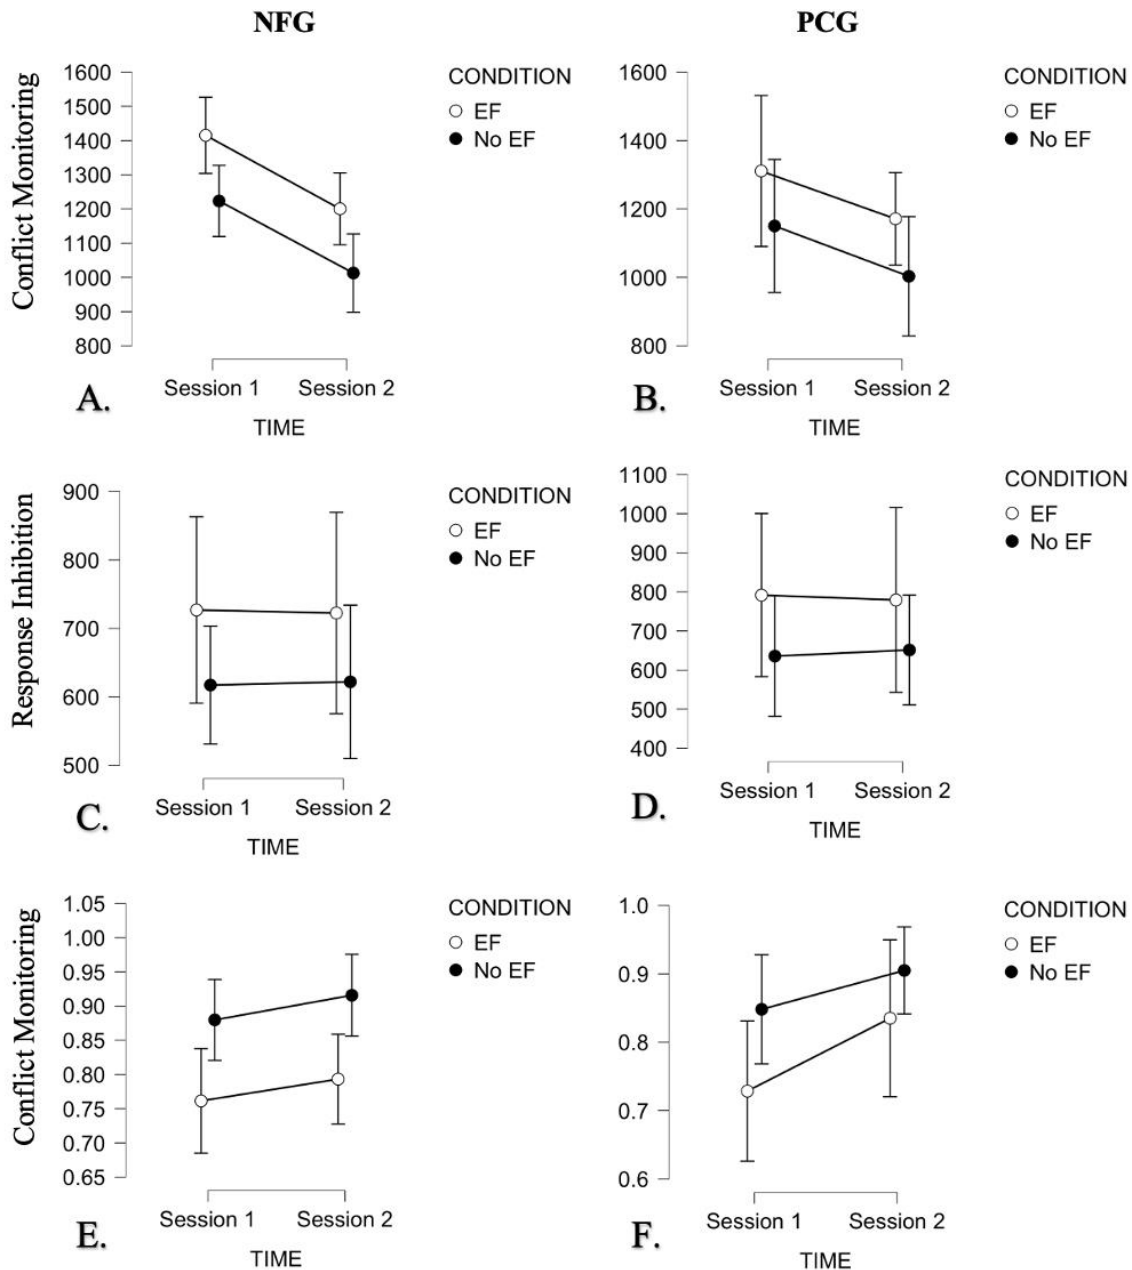 NFG
PCG
Conflict Monitoring
1600
1500
1400
1300
1200
1100
1000
900
800
Session 1 Session 2
TIME
CONDITION
EF
No EF
A.
1600
1400
1200
1000
800
Session 1 Session 2
TIME
CONDITION
EF
No EF
B.
Response Inhibition
900
800
700
600
500
Session 1 Session 2
TIME
CONDITION
EF
No EF
C.
1100
1000
900
800
700
600
500
400
Session 1 Session 2
TIME
CONDITION
EF
No EF
D.
Conflict Monitoring
1.05
1.00
0.95
0.90
0.85
0.80
0.75
0.70
0.65
Session 1 Session 2
TIME
CONDITION
EF
No EF
E.
1.0
0.9
0.8
0.7
0.6
Session 1 Session 2
TIME
CONDITION
EF
No EF
F.